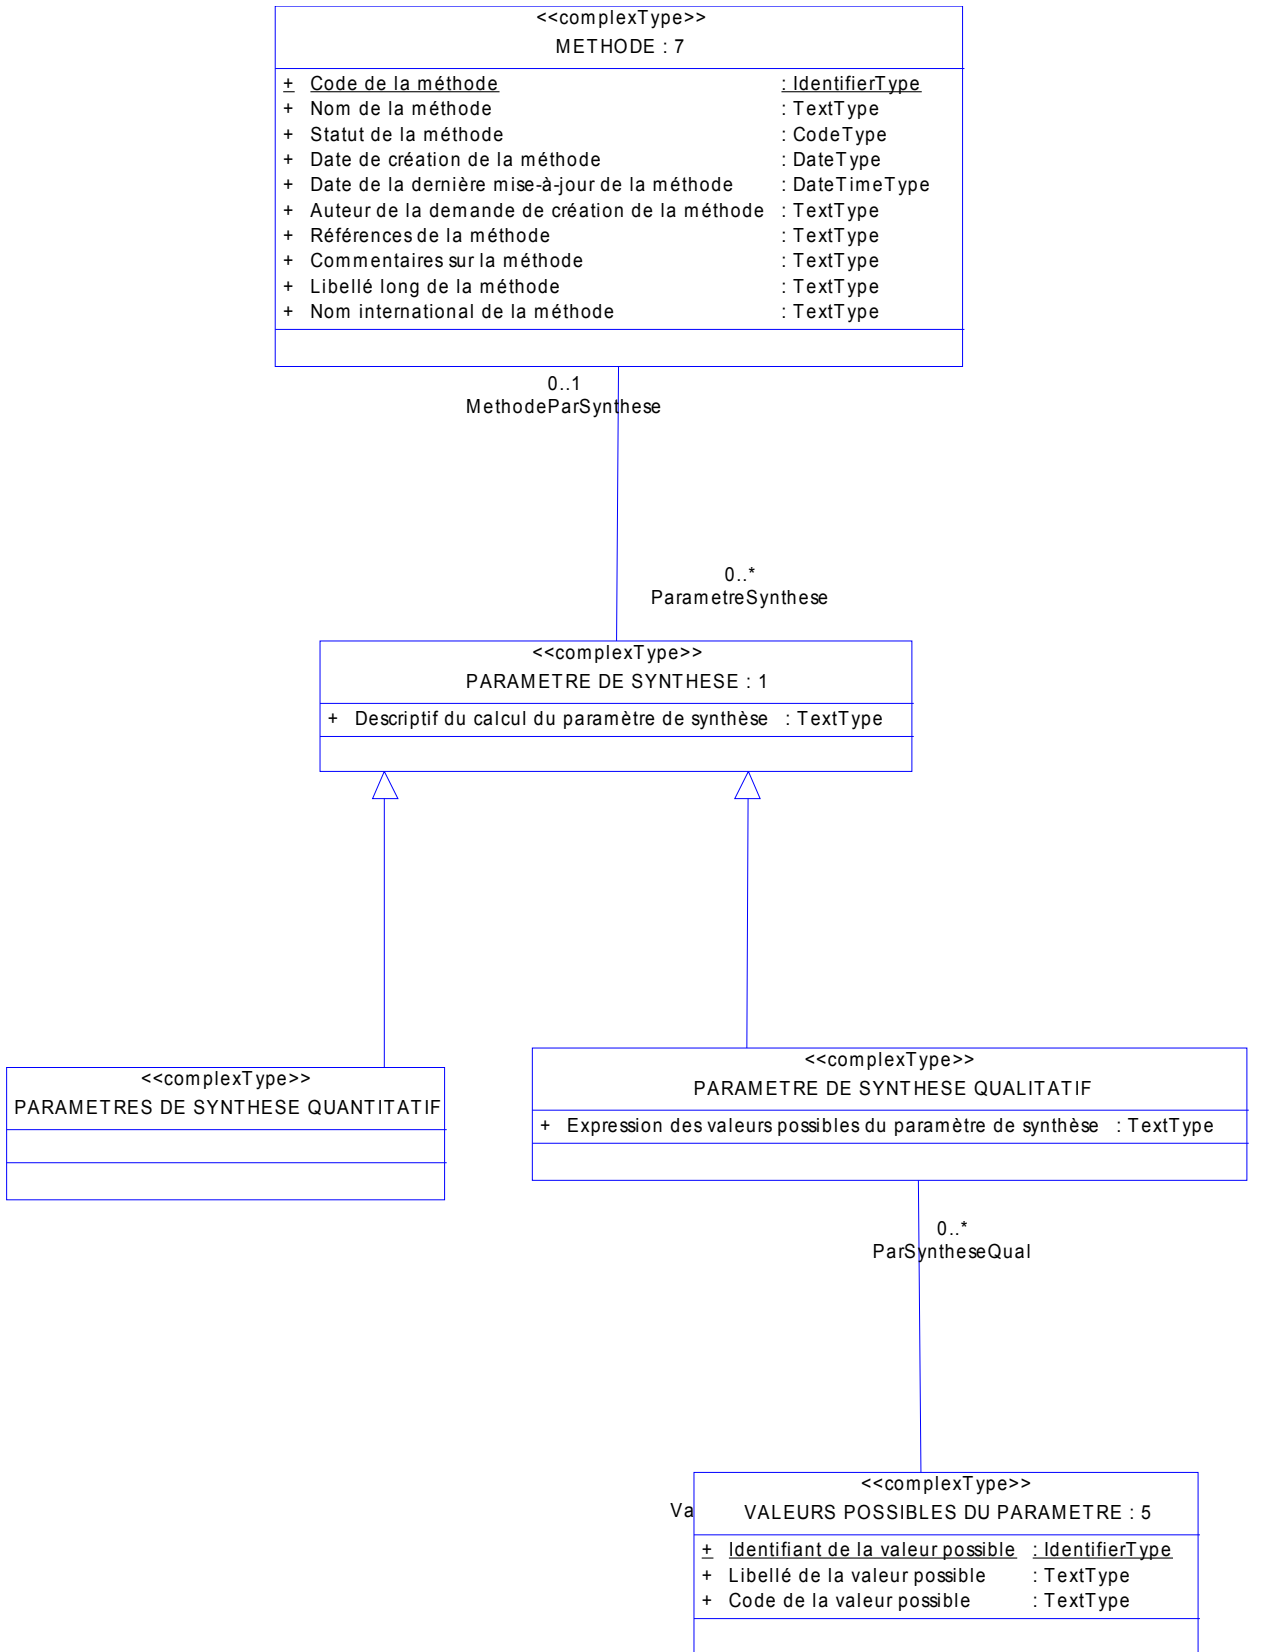 <<complexType>>
METHODE : 7
+ Code de la méthode : IdentifierType
+ Nom de la méthode : TextType
+ Statut de la méthode : CodeType
+ Date de création de la méthode : DateType
+ Date de la dernière mise-à-jour de la méthode : DateTimeType
+ Auteur de la demande de création de la méthode : TextType
+ Références de la méthode : TextType
+ Commentaires sur la méthode : TextType
+ Libellé long de la méthode : TextType
+ Nom international de la méthode : TextType
0..1
MethodeParSynthese
0..*
ParametreSynthese
<<complexType>>
PARAMETRE DE SYNTHESE : 1
+ Descriptif du calcul du paramètre de synthèse : TextType
<<complexType>>
PARAMETRES DE SYNTHESE QUANTITATIF
<<complexType>>
PARAMETRE DE SYNTHESE QUALITATIF
+ Expression des valeurs possibles du paramètre de synthèse : TextType
0..*
ParSyntheseQual
<<complexType>>
Va
VALEURS POSSIBLES DU PARAMETRE : 5
+ Identifiant de la valeur possible : IdentifierType
+ Libellé de la valeur possible : TextType
+ Code de la valeur possible : TextType